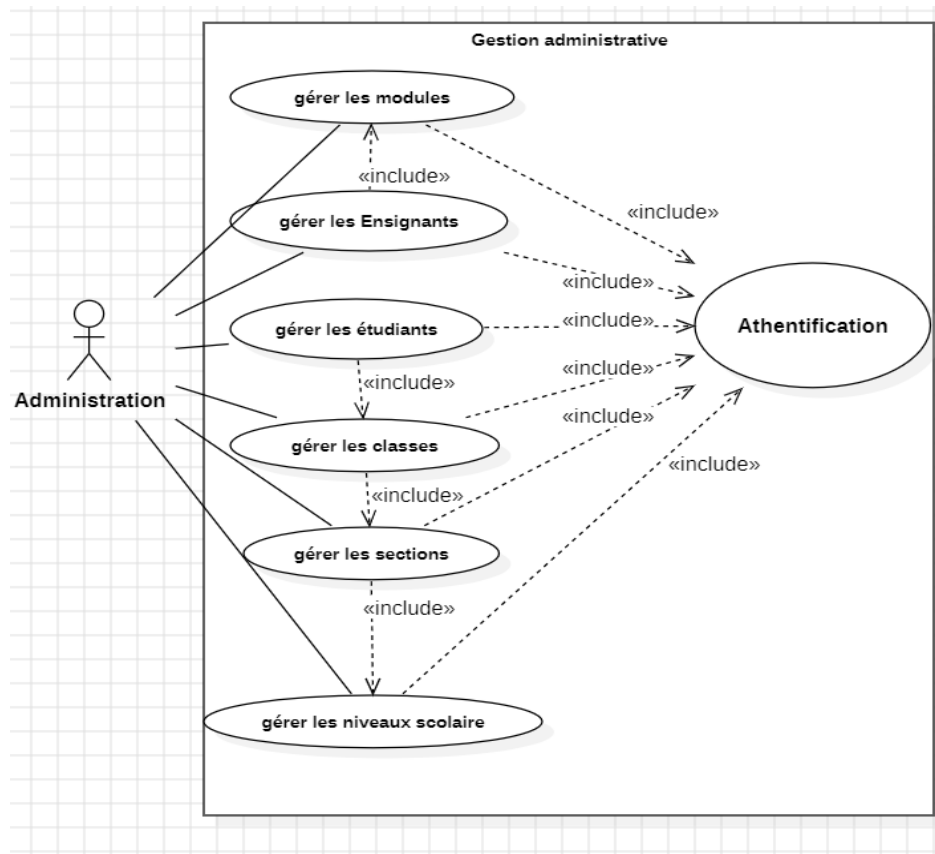 Gestion administrative
gérer les modules
«include»
«include»
gérer les Ensignants
«include»
«include»
gérer les étudiants
Athentification
«include»
«include»
Administration
«include»
gérer les classes
«include»
«include»
gérer les sections
«include»
gérer les niveaux scolaire